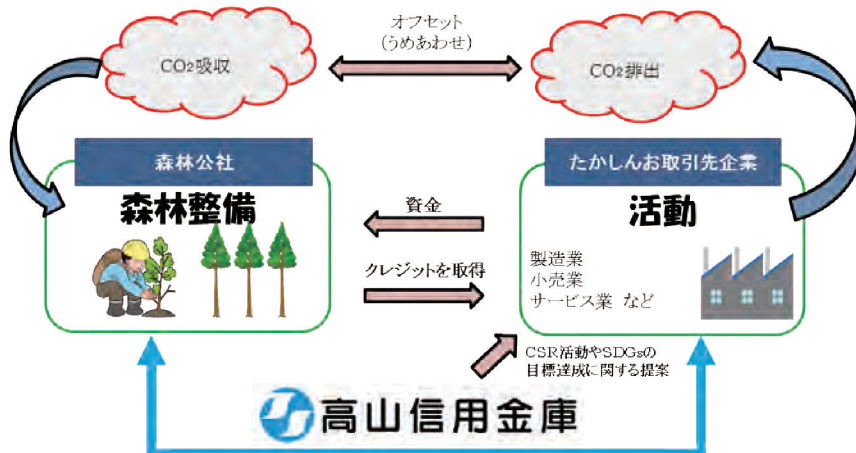 オフセット
(うめあわせ)
CO2吸収
CO2排出
森林公社
たかしんお取引先企業
森林整備
資金
活動
クレジットを取得
製造業
小売業
サービス業 など
CSR活動やSDGsの
目標達成に関する提案
高山信用金庫